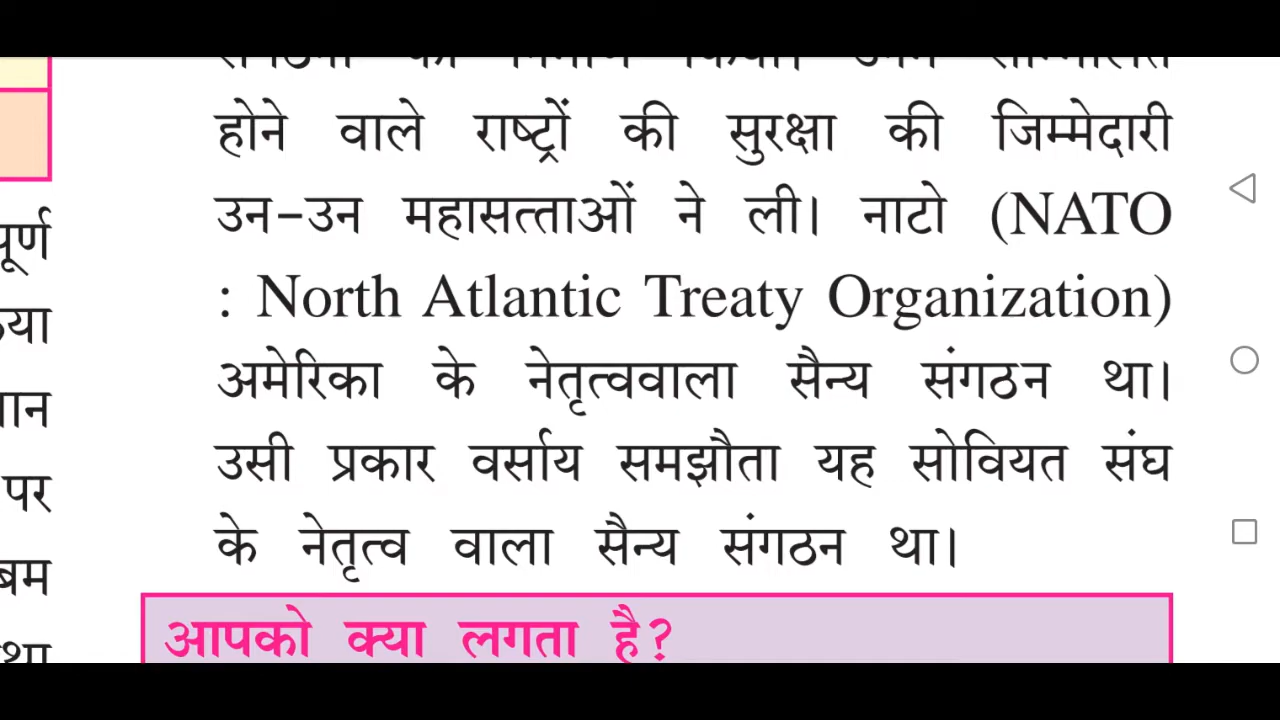 होने वाले राष्ट्रों की सुरक्षा की जिम्मेदारी
उन-उन महासत्ताओं ने ली। नाटो (NATO
: North Atlantic Treaty Organization)
अमेरिका के नेतृत्ववाला सैन्य संगठन था।
उसी प्रकार वर्साय समझौता यह सोवियत संघ
के नेतृत्व वाला सैन्य संगठन था।
आपको क्या लगता है?
पर